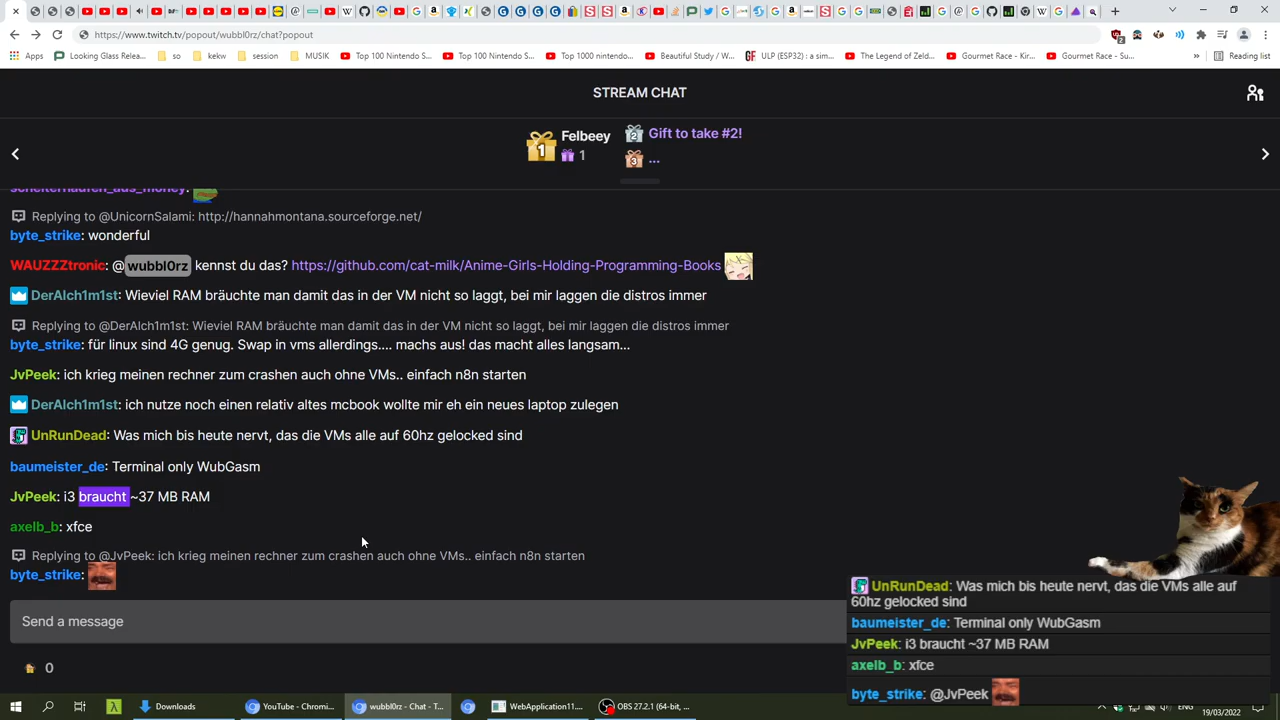 https://www.twitch.tv/popout/wubbl0rz/chat?popout
Apps
Looking Glass Relea...
so
kekw
session
MUSIK
Top 100 Nintendo S...
Top 100 Nintendo S...
Top 1000 nintendo...
Beautiful Study / W...
ULP (ESP32) : a sim...
The Legend of Zeld...
Gourmet Race - Kir...
Gourmet Race - Su...
»
Reading list
STREAM CHAT
1
Felbeey
1
2
Gift to take #2!
3
...
Replying to @UnicornSalami: http://hannahmontana.sourceforge.net/
byte_strike: wonderful
WAUZZZtronic: @wubbl0rz kennst du das? https://github.com/cat-milk/Anime-Girls-Holding-Programming-Books
DerAlch1m1st: Wieviel RAM bräuchte man damit das in der VM nicht so laggt, bei mir laggen die distros immer
Replying to @DerAlch1m1st: Wieviel RAM bräuchte man damit das in der VM nicht so laggt, bei mir laggen die distros immer
byte_strike: für linux sind 4G genug. Swap in vms allerdings.... machs aus! das macht alles langsam...
JvPeek: ich krieg meinen rechner zum crashen auch ohne VMs.. einfach n8n starten
DerAlch1m1st: ich nutze noch einen relativ altes mcbook wollte mir eh ein neues laptop zulegen
UnRunDead: Was mich bis heute nervt, das die VMs alle auf 60hz gelocked sind
baumeister_de: Terminal only WubGasm
JvPeek: i3 braucht ~37 MB RAM
axelb_b: xfce
Replying to @JvPeek: ich krieg meinen rechner zum crashen auch ohne VMs.. einfach n8n starten
byte_strike:
Send a message
0
UnRunDead: Was mich bis heute nervt, das die VMs alle auf
60hz gelocked sind
baumeister_de: Terminal only WubGasm
JvPeek: i3 braucht ~37 MB RAM
axelb_b: xfce
byte_strike: @JvPeek
Downloads
YouTube - Chromi...
wubbl0rz - Chat - T...
WebApplication11...
OBS 27.2.1 (64-bit, ...
ENG
19/03/2022